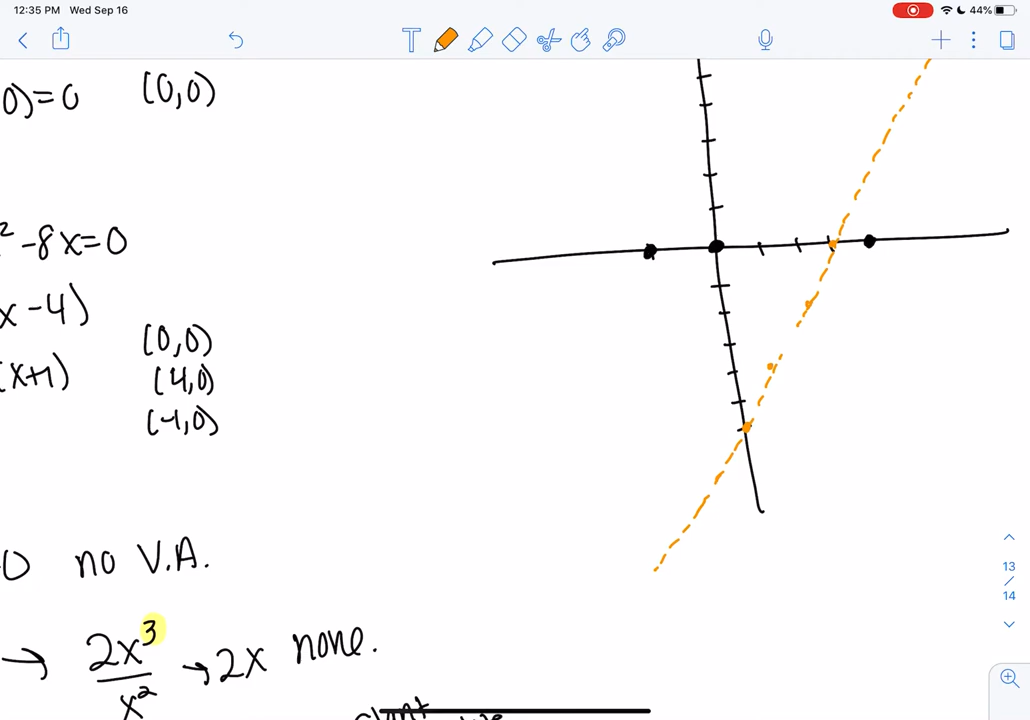 12:35 PM Wed Sep 16
44%
T
0)=0 (0,0)
² -8x=0
x -4)
(x+1)
(0,0)
(4,0)
(-1,0)
0 no V.A.
→ 2x³/x² → 2x none.
13
/
14